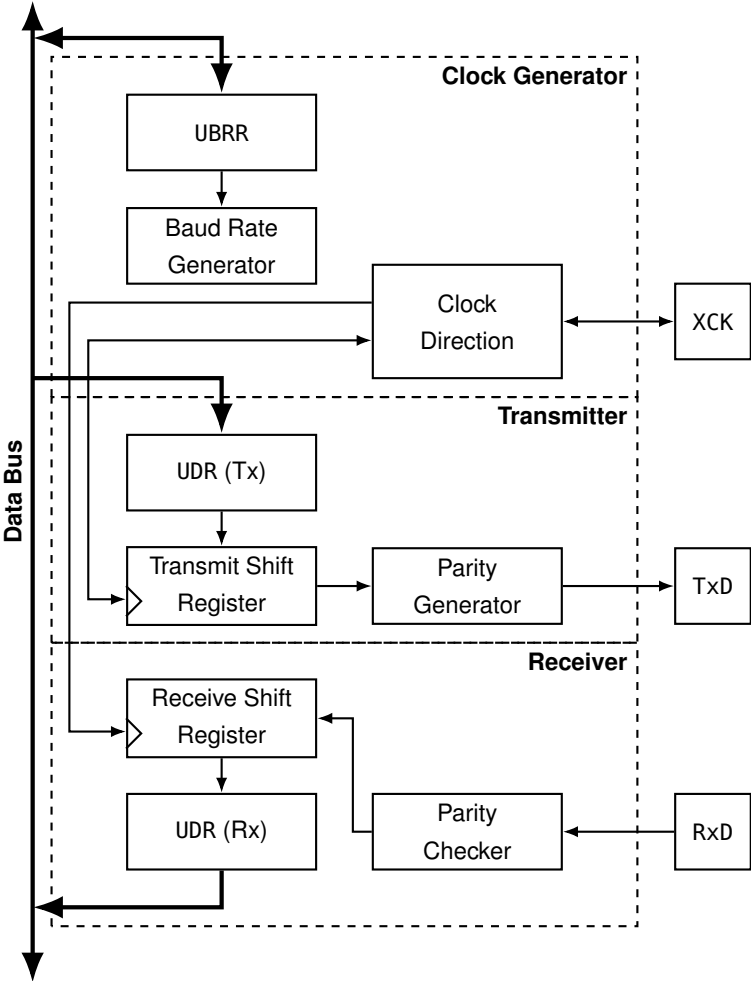 Clock Generator
UBRR
Baud Rate
Generator
Clock
Direction
XCK
Transmitter
Data Bus
UDR (Tx)
Transmit Shift
Register
Parity
Generator
TxD
Receiver
Receive Shift
Register
UDR (Rx)
Parity
Checker
RxD